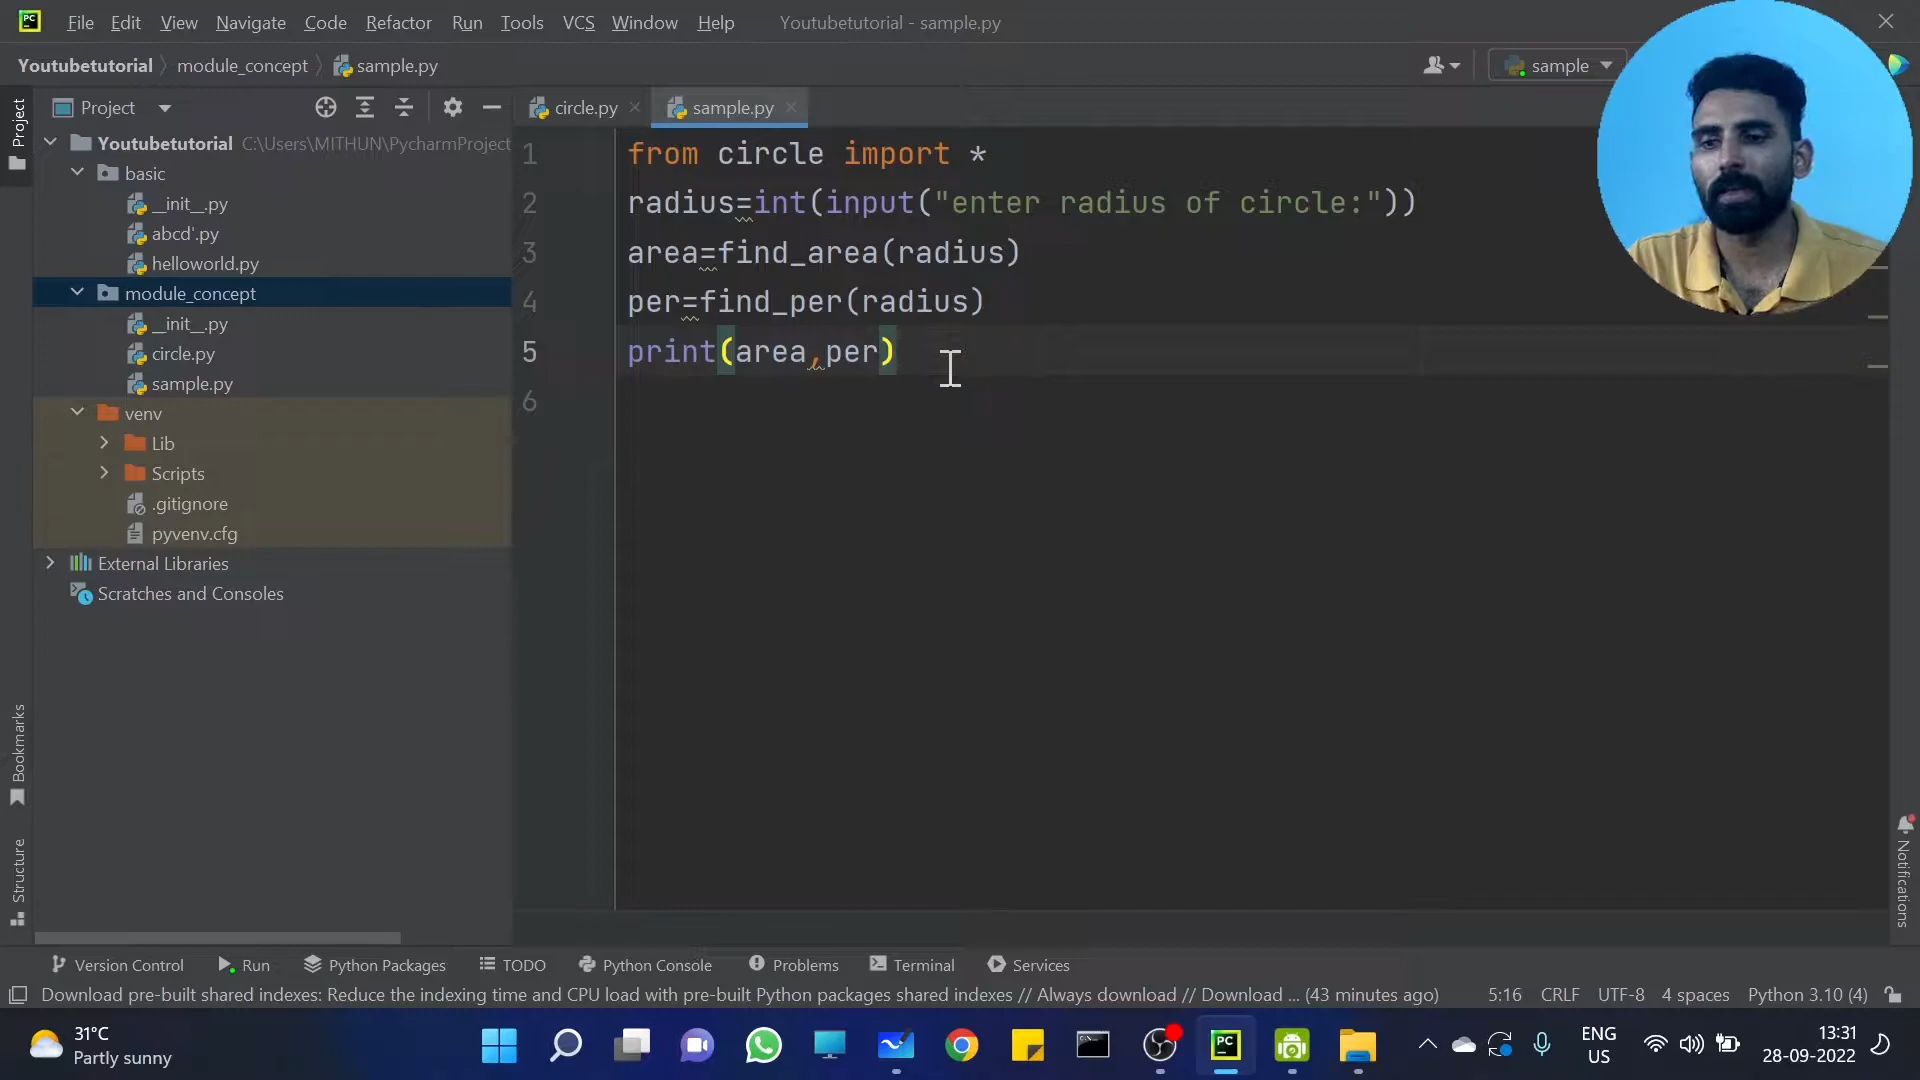 PC File Edit View Navigate Code Refactor Run Tools VCS Window Help Youtubetutorial - sample.py
Youtubetutorial module_concept sample.py
sample
Project
Project
circle.py
sample.py
Youtubetutorial C:\Users\MITHUN\PycharmProject
basic
__init__.py
abcd'.py
helloworld.py
module_concept
__init__.py
circle.py
sample.py
venv
Lib
Scripts
.gitignore
pyvenv.cfg
External Libraries
Scratches and Consoles
1 from circle import *
2 radius=int(input("enter radius of circle:"))
3 area=find_area(radius)
4 per=find_per(radius)
5 print(area,per)
6
Bookmarks
Structure
Notifications
Version Control Run Python Packages TODO Python Console Problems Terminal Services
Download pre-built shared indexes: Reduce the indexing time and CPU load with pre-built Python packages shared indexes // Always download // Download ... (43 minutes ago) 5:16 CRLF UTF-8 4 spaces Python 3.10 (4)
31°C
Partly sunny
PC
ENG
US
13:31
28-09-2022